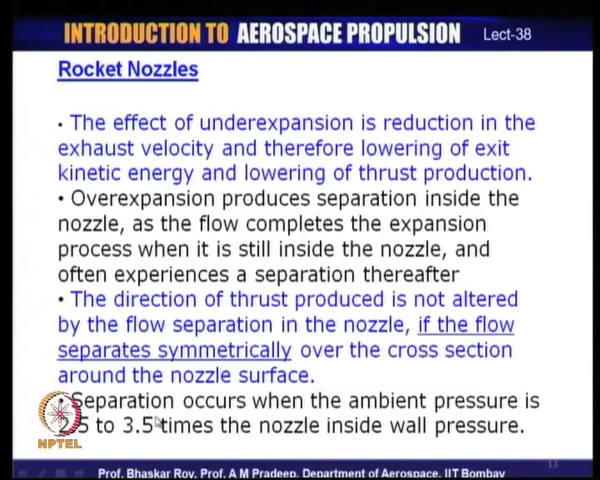 INTRODUCTION TO AEROSPACE PROPULSION Lect-38
Rocket Nozzles
• The effect of underexpansion is reduction in the
exhaust velocity and therefore lowering of exit
kinetic energy and lowering of thrust production.
• Overexpansion produces separation inside the
nozzle, as the flow completes the expansion
process when it is still inside the nozzle, and
often experiences a separation thereafter
• The direction of thrust produced is not altered
by the flow separation in the nozzle, if the flow
separates symmetrically over the cross section
around the nozzle surface.
• Separation occurs when the ambient pressure is
2.5 to 3.5 times the nozzle inside wall pressure.
NPTEL
13
Prof. Bhaskar Roy, Prof. A M Pradeep, Department of Aerospace, IIT Bombay